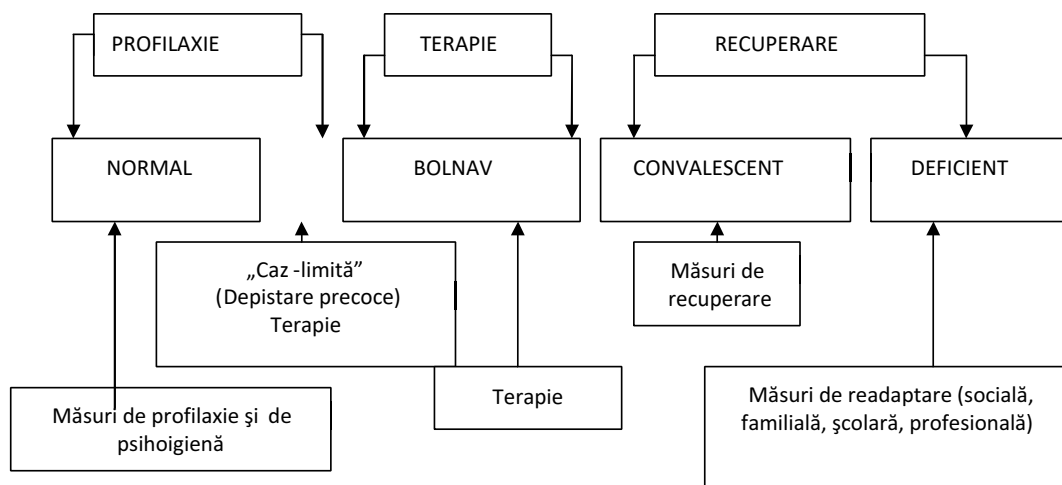 PROFILAXIE
TERAPIE
RECUPERARE
NORMAL
BOLNAV
CONVALESCENT
DEFICIENT
„Caz -limită”
(Depistare precoce)
Terapie
Măsuri de
recuperare
Terapie
Măsuri de profilaxie şi de
psihoigienă
Măsuri de readaptare (socială,
familială, şcolară, profesională)